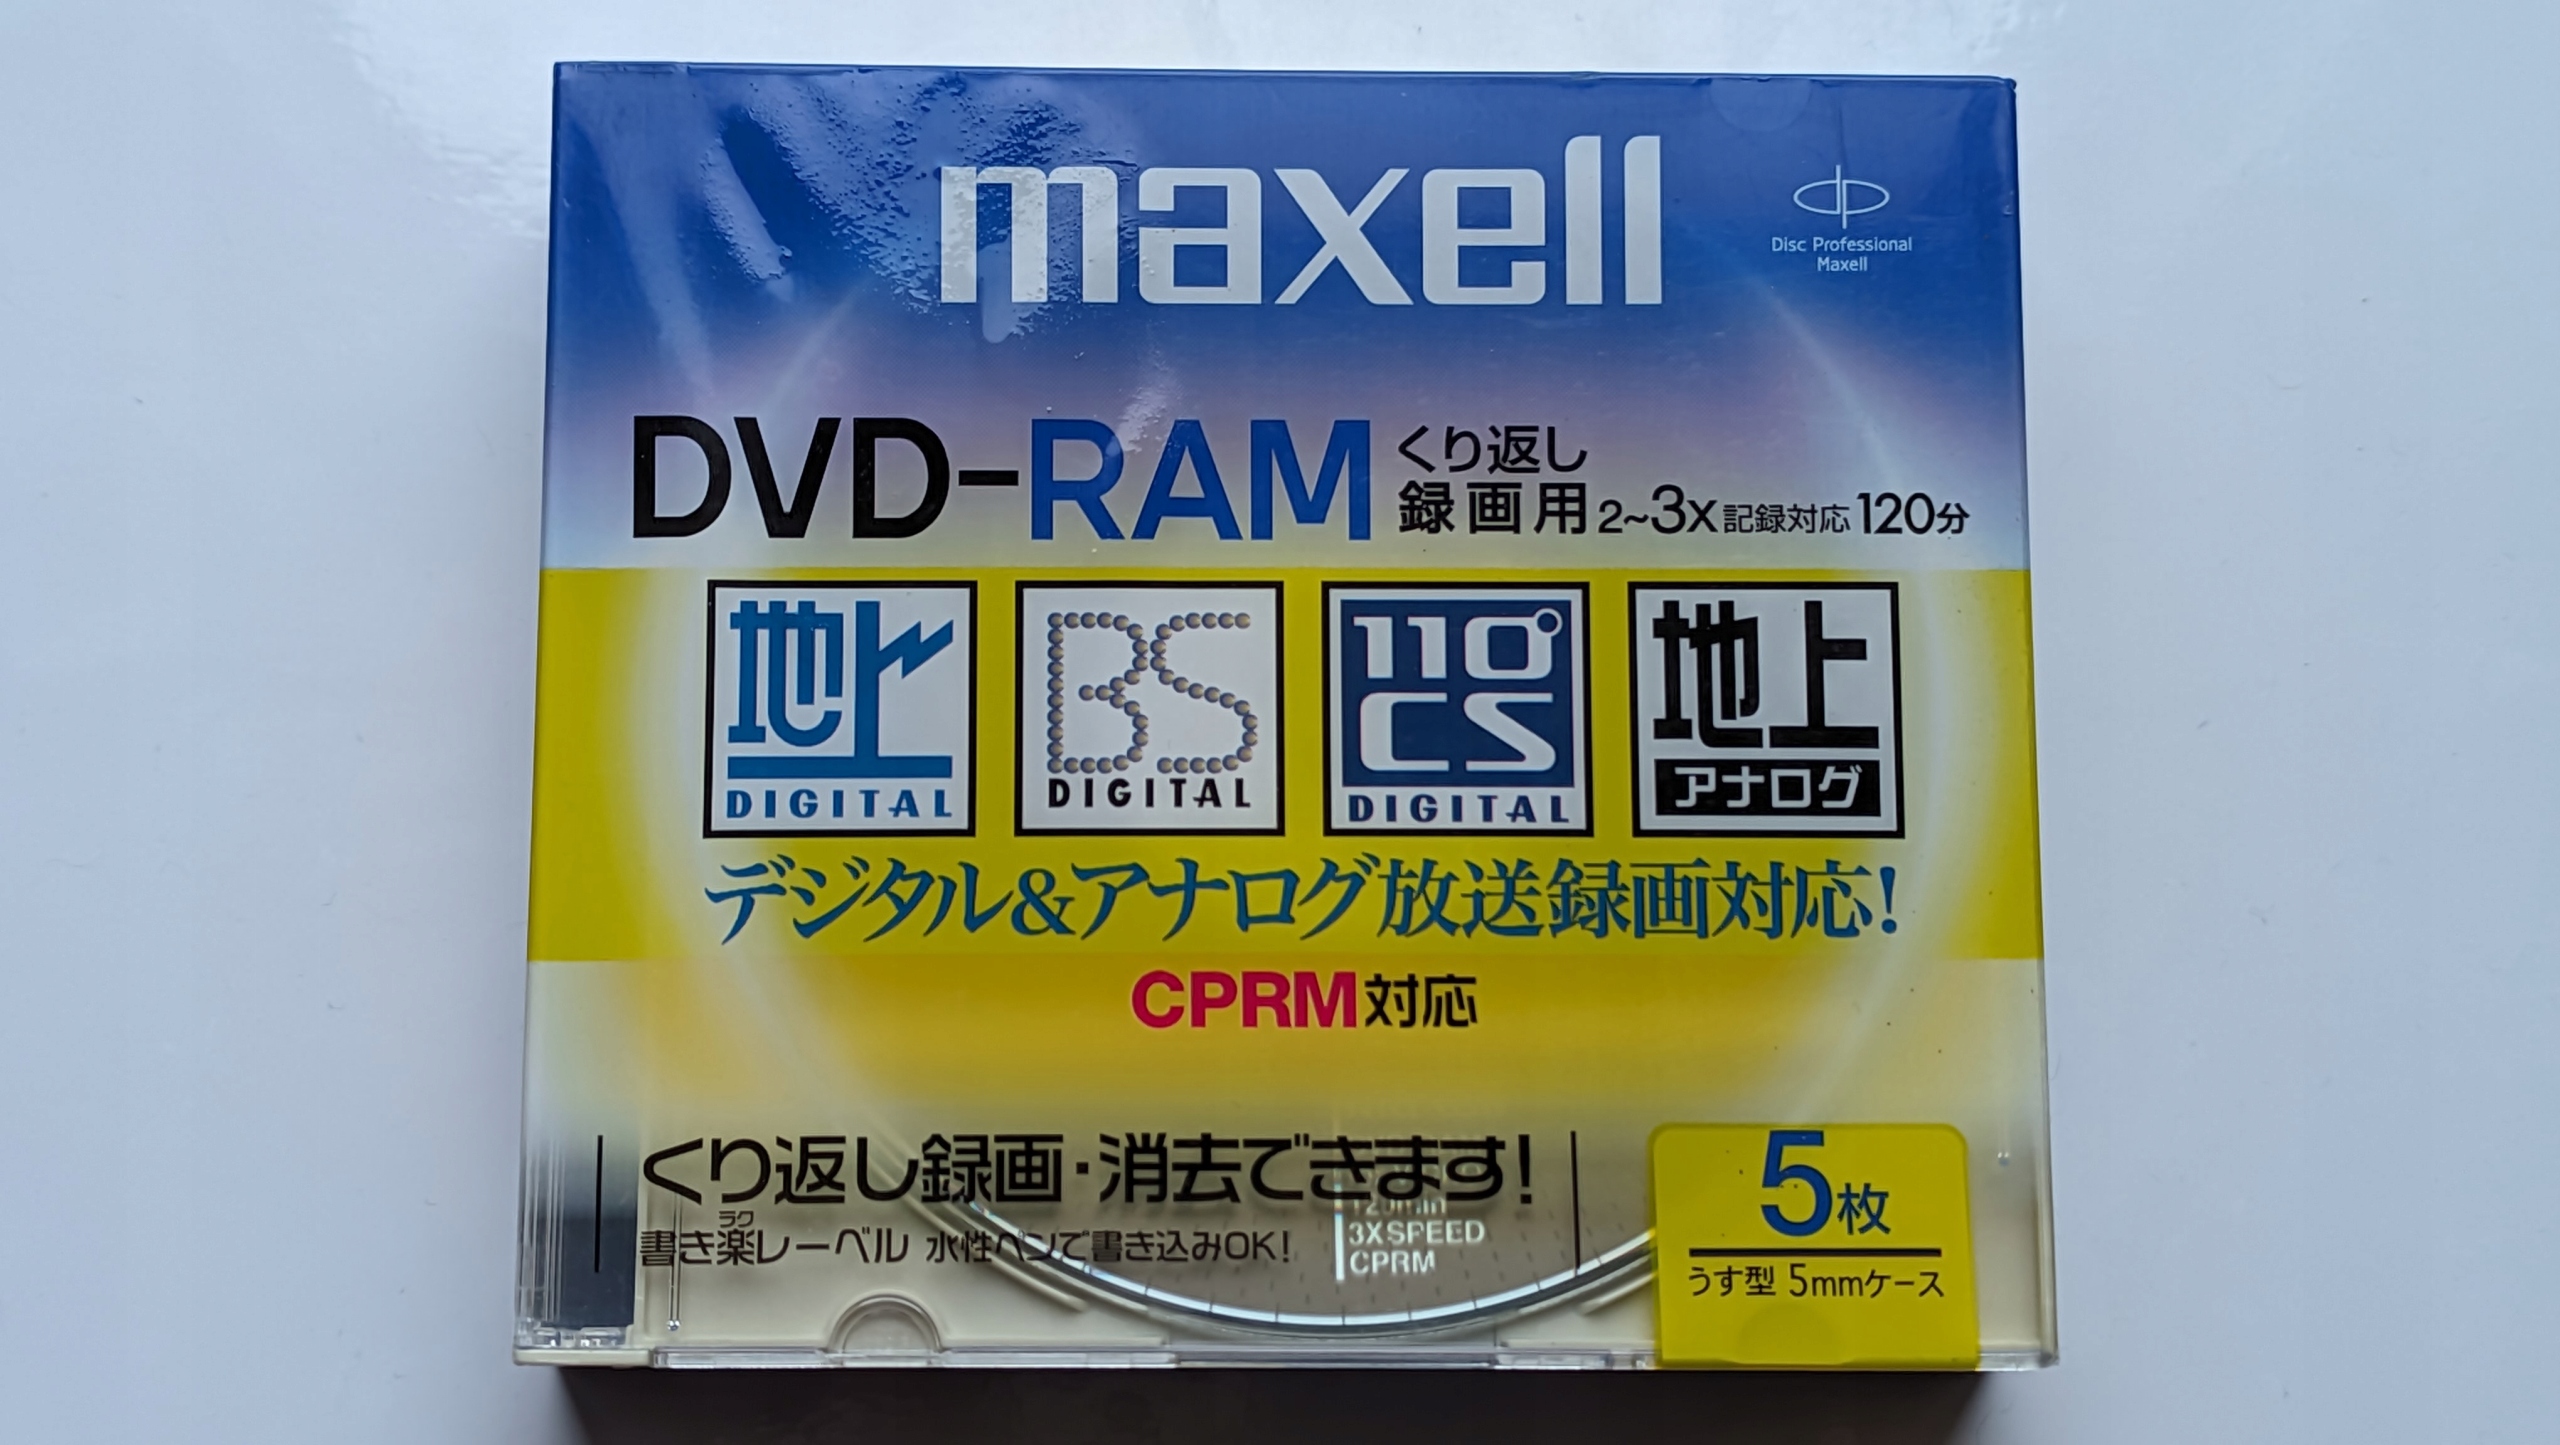 maxell
Disc Professional
Maxell
DVD-RAM
くり返し
録画用 2~3x 記録対応 120分
地上
DIGITAL
BS
DIGITAL
110°
CS
DIGITAL
地上
アナログ
デジタル&アナログ放送録画対応!
CPRM対応
くり返し録画・消去できます!
ラク
書き楽レーベル 水性ペンで書き込みOK!
120min
3XSPEED
CPRM
5枚
うす型 5mmケース